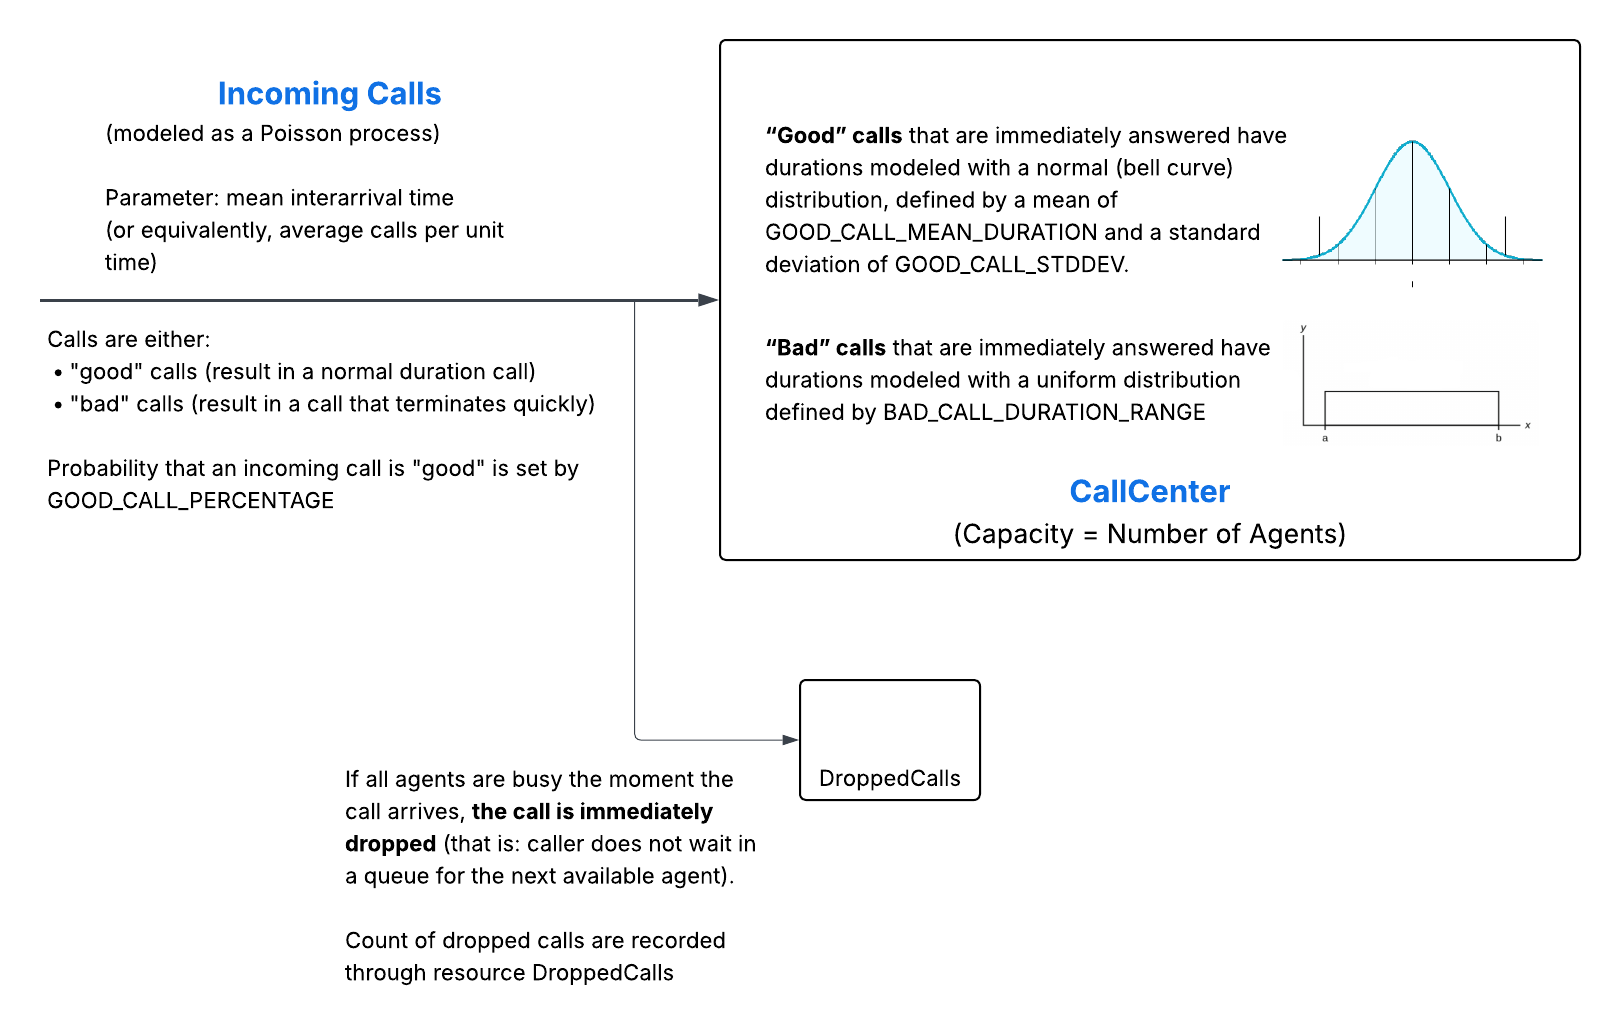 Incoming Calls
(modeled as a Poisson process)
Parameter: mean interarrival time
(or equivalently, average calls per unit
time)
Calls are either:
• "good" calls (result in a normal duration call)
• "bad" calls (result in a call that terminates quickly)
Probability that an incoming call is "good" is set by
GOOD_CALL_PERCENTAGE
“Good” calls that are immediately answered have
durations modeled with a normal (bell curve)
distribution, defined by a mean of
GOOD_CALL_MEAN_DURATION and a standard
deviation of GOOD_CALL_STDDEV.
“Bad” calls that are immediately answered have
durations modeled with a uniform distribution
defined by BAD_CALL_DURATION_RANGE
y
x
a
b
CallCenter
(Capacity = Number of Agents)
DroppedCalls
If all agents are busy the moment the
call arrives, the call is immediately
dropped (that is: caller does not wait in
a queue for the next available agent).
Count of dropped calls are recorded
through resource DroppedCalls